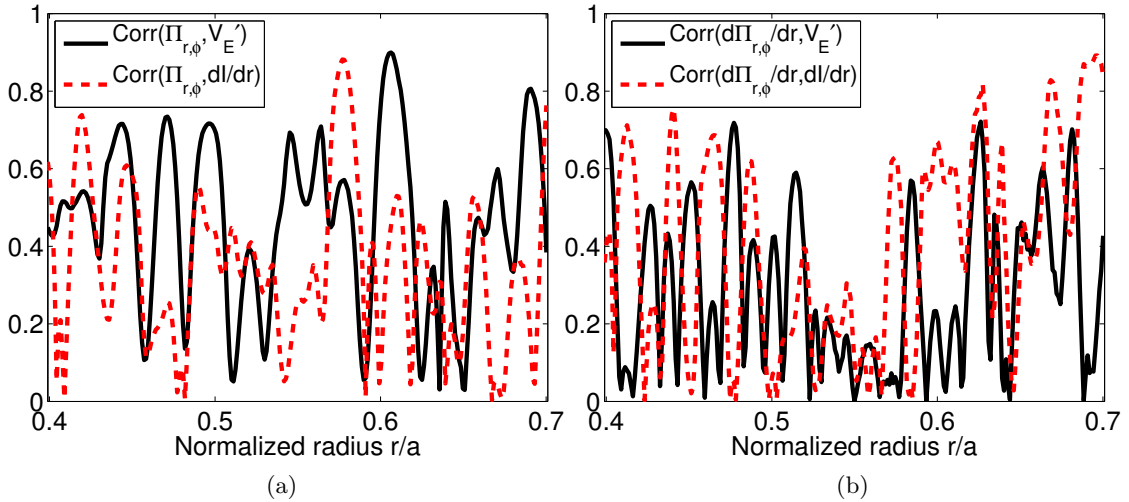 Corr(Π_{r,ϕ},V_E′)
Corr(Π_{r,ϕ},dI/dr)
1
0.8
0.6
0.4
0.2
0
0.4 0.5 0.6 0.7
Normalized radius r/a
(a)
Corr(dΠ_{r,ϕ}/dr,V_E′)
Corr(dΠ_{r,ϕ}/dr,dI/dr)
1
0.8
0.6
0.4
0.2
0
0.4 0.5 0.6 0.7
Normalized radius r/a
(b)